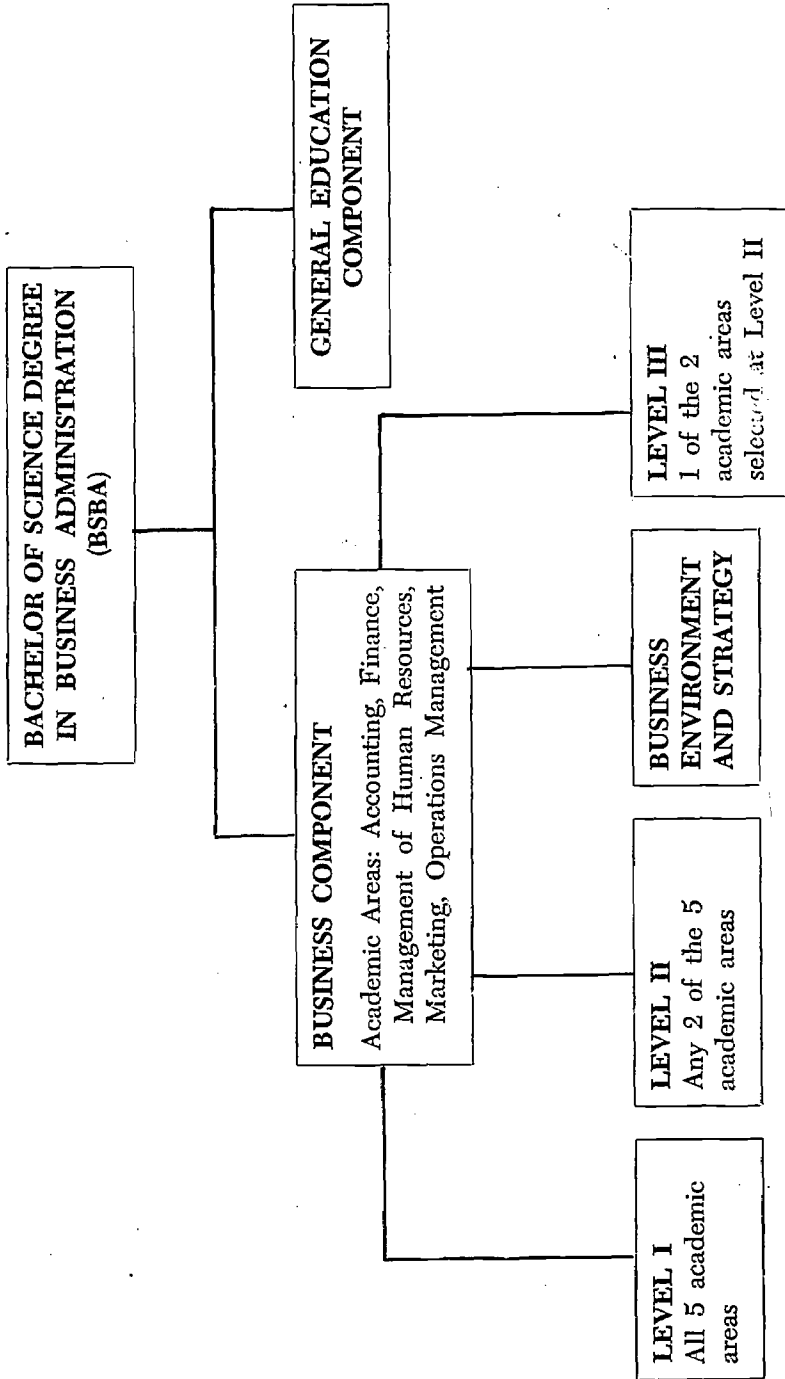 BACHELOR OF SCIENCE DEGREE
IN BUSINESS ADMINISTRATION
(BSBA)
BUSINESS COMPONENT
Academic Areas: Accounting, Finance,
Management of Human Resources,
Marketing, Operations Management
GENERAL EDUCATION
COMPONENT
LEVEL I
All 5 academic
areas
LEVEL II
Any 2 of the 5
academic areas
BUSINESS
ENVIRONMENT
AND STRATEGY
LEVEL III
1 of the 2
academic areas
selected at Level II